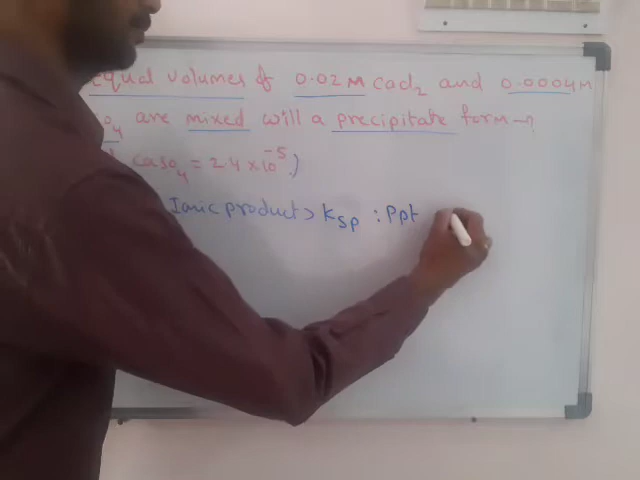 equal volumes of 0.02M CaCl2 and 0.0004M
O4 are mixed will a precipitate form ?
CaSO4 = 2.4 × 10^-5)
Ionic product > Ksp : Ppt